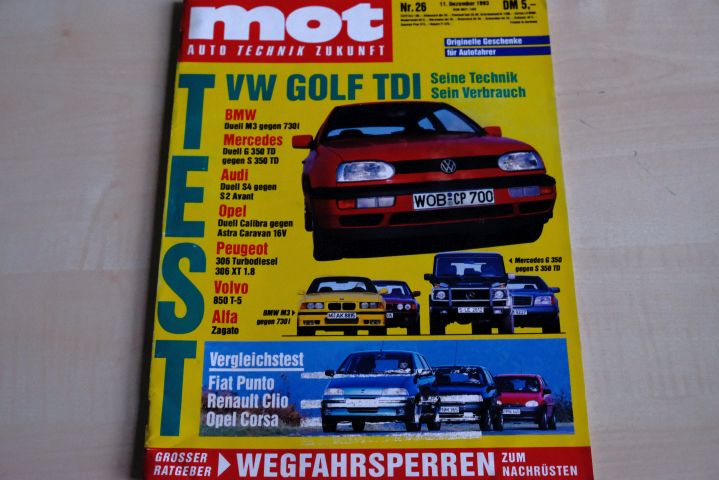 mot
AUTO TECHNIK ZUKUNFT
Nr. 26
11. Dezember 1993
DM 5,-
Originelle Geschenke
für Autofahrer
TEST
VW GOLF TDI
Seine Technik
Sein Verbrauch
BMW
Duell M3 gegen 730i
Mercedes
Duell G 350 TD
gegen S 350 TD
Audi
Duell S4 gegen
S2 Avant
Opel
Duell Calibra gegen
Astra Caravan 16V
Peugeot
306 Turbodiesel
306 XT 1.8
Volvo
850 T-5
Alfa
Zagato
WOB CP 700
Mercedes G 350
gegen S 350 TD
BMW M3
gegen 730i
Vergleichstest
Fiat Punto
Renault Clio
Opel Corsa
GROSSER
RATGEBER
WEGFAHRSPERREN
ZUM
NACHRÜSTEN